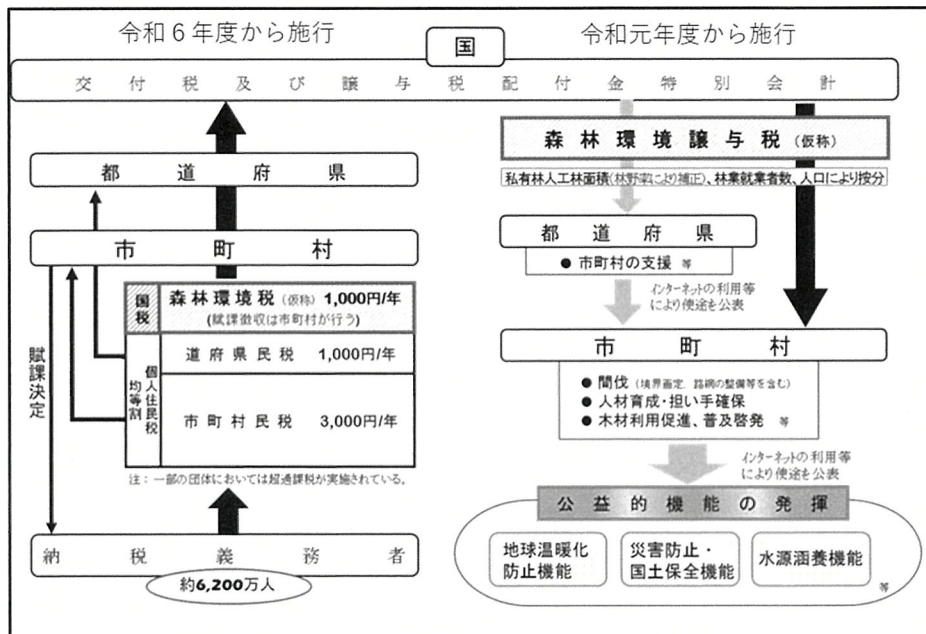 令和６年度から施行
国
令和元年度から施行
交付税及び譲与税配付金特別会計
都道府県
市町村
国税
森林環境税（仮称） 1,000円/年
(賦課徴収は市町村が行う)
個人住民税均等割
道府県民税 1,000円/年
市町村民税 3,000円/年
注：一部の団体においては超過課税が実施されている。
賦課決定
納税義務者
約6,200万人
森林環境譲与税（仮称）
私有林人工林面積(林野率により補正)、林業就業者数、人口により按分
都道府県
● 市町村の支援 等
インターネットの利用等
により使途を公表
市町村
● 間伐（境界画定、路網の整備等を含む）
● 人材育成・担い手確保
● 木材利用促進、普及啓発 等
インターネットの利用等
により使途を公表
公益的機能の発揮
地球温暖化
防止機能
災害防止・
国土保全機能
水源涵養機能
等